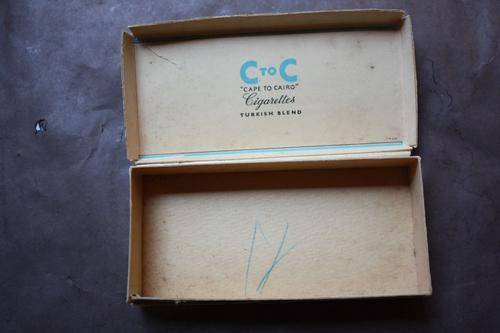 C TO C
"CAPE TO CAIRO"
Cigarettes
TURKISH BLEND